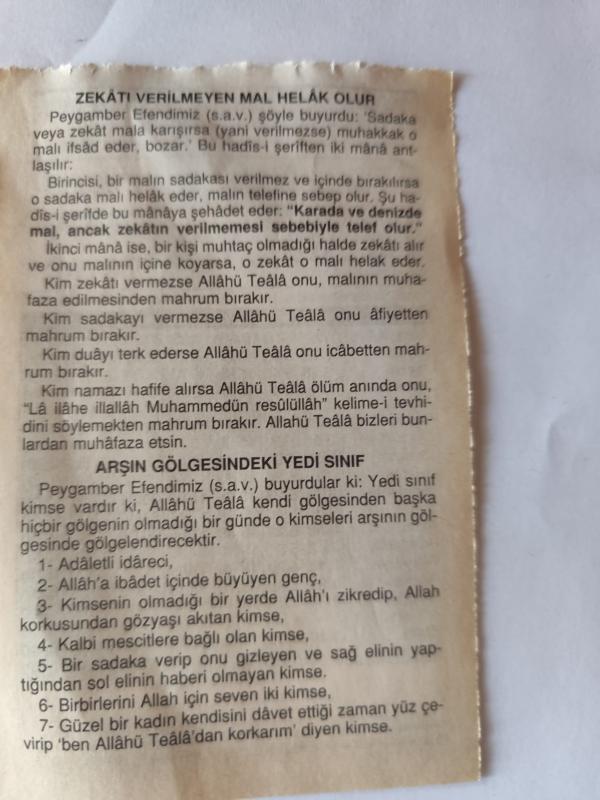 ZEKÂTI VERİLMEYEN MAL HELÂK OLUR
Peygamber Efendimiz (s.a.v.) şöyle buyurdu: 'Sadaka
veya zekât mala karışırsa (yani verilmezse) muhakkak o
malı ifsâd eder, bozar.' Bu hadîs-i şeriften iki mânâ ant-
laşılır:
Birincisi, bir malın sadakası verilmez ve içinde bırakılırsa
o sadaka malı helâk eder, malın telefine sebep olur. Şu ha-
dîs-i şerifde bu mânâya şehâdet eder: "Karada ve denizde
mal, ancak zekâtın verilmemesi sebebiyle telef olur."
İkinci mânâ ise, bir kişi muhtaç olmadığı halde zekâtı alır
ve onu malının içine koyarsa, o zekât o malı helak eder.
Kim zekâtı vermezse Allâhü Teâlâ onu, malının muha-
faza edilmesinden mahrum bırakır.
Kim sadakayı vermezse Allâhü Teâlâ onu âfiyetten
mahrum bırakır.
Kim duâyı terk ederse Allâhü Teâlâ onu icâbetten mah-
rum bırakır.
Kim namazı hafife alırsa Allâhü Teâlâ ölüm anında onu,
"Lâ ilâhe illallâh Muhammedün resûlüllâh" kelime-i tevhi-
dini söylemekten mahrum bırakır. Allahü Teâlâ bizleri bun-
lardan muhâfaza etsin.
ARŞIN GÖLGESİNDEKİ YEDİ SINIF
Peygamber Efendimiz (s.a.v.) buyurdular ki: Yedi sınıf
kimse vardır ki, Allâhü Teâlâ kendi gölgesinden başka
hiçbir gölgenin olmadığı bir günde o kimseleri arşının göl-
gesinde gölgelendirecektir.
1- Adâletli idâreci,
2- Allâh'a ibâdet içinde büyüyen genç,
3- Kimsenin olmadığı bir yerde Allah'ı zikredip, Allah
korkusundan gözyaşı akıtan kimse,
4- Kalbi mescitlere bağlı olan kimse,
5- Bir sadaka verip onu gizleyen ve sağ elinin yap-
tığından sol elinin haberi olmayan kimse.
6- Birbirlerini Allah için seven iki kimse,
7- Güzel bir kadın kendisini dâvet ettiği zaman yüz çe-
virip 'ben Allâhü Teâlâ'dan korkarım' diyen kimse.